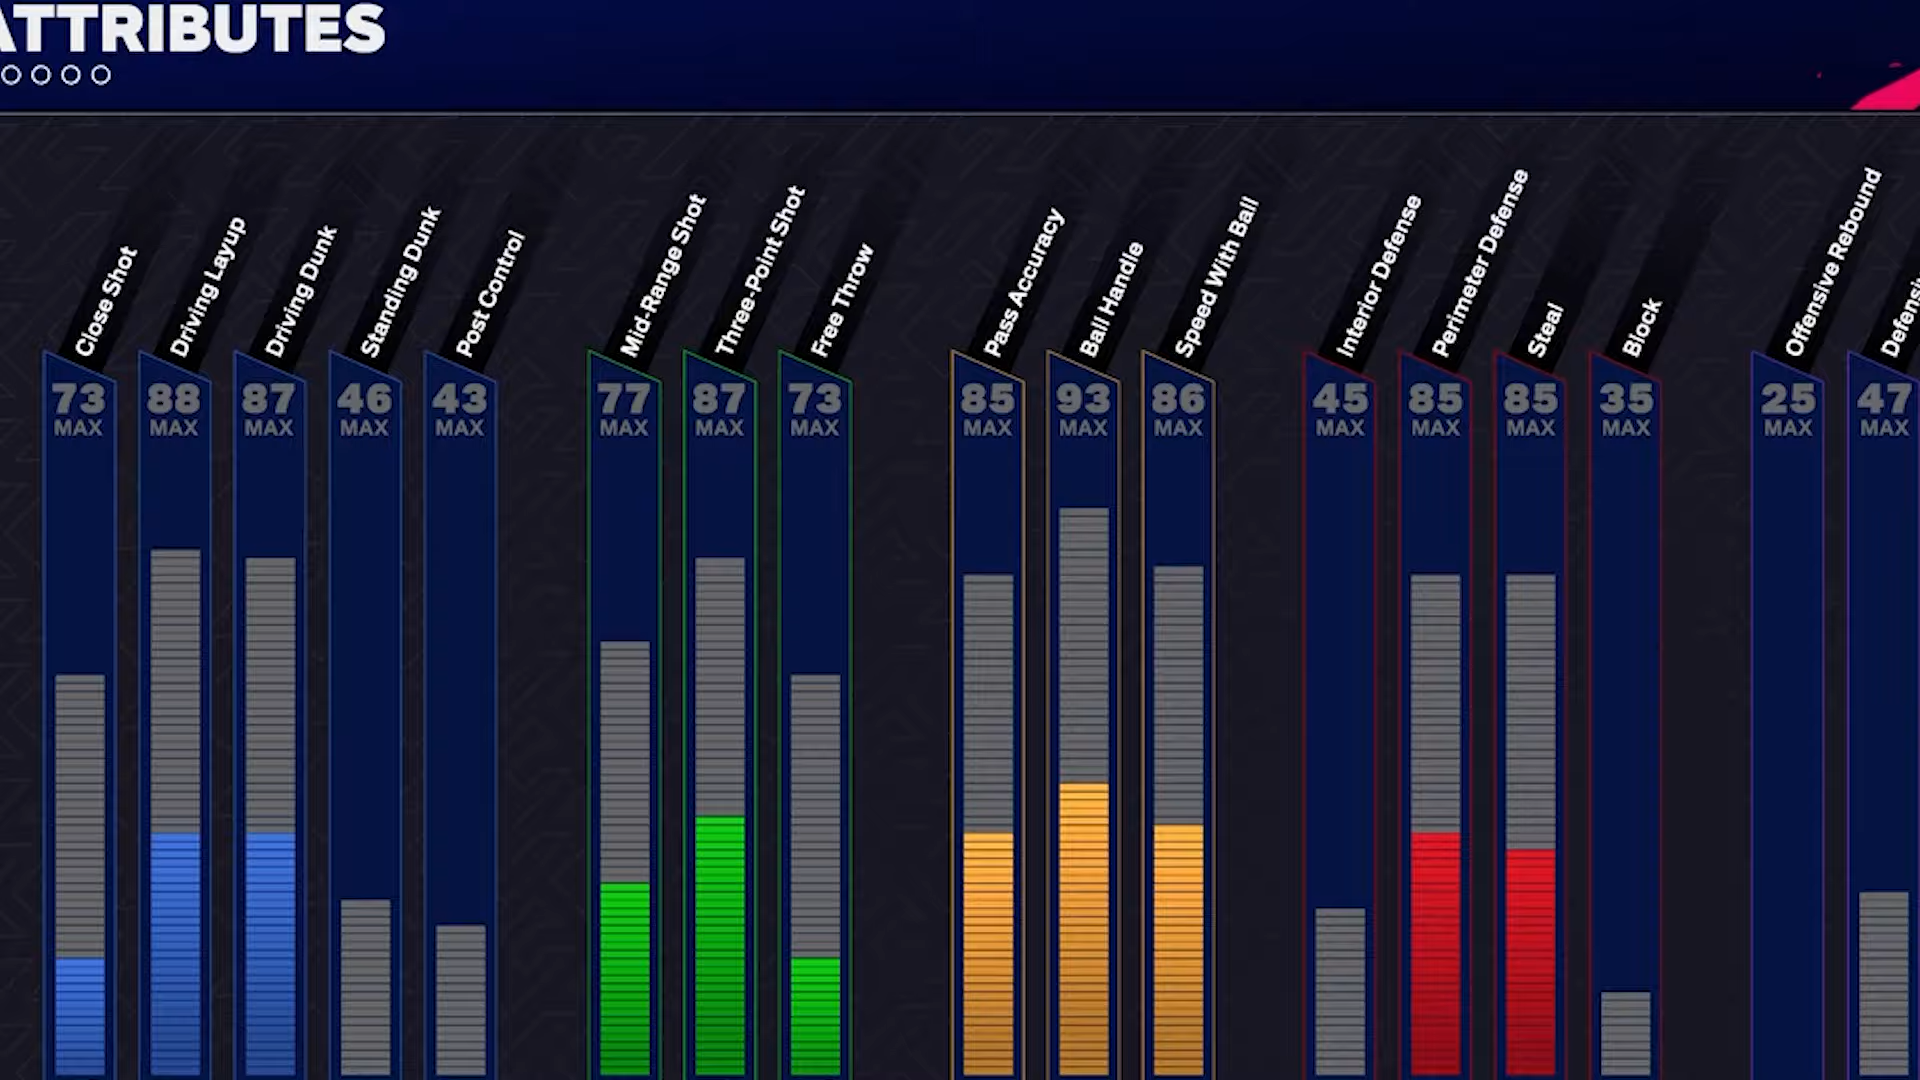 ATTRIBUTES
Close Shot
Driving Layup
Driving Dunk
Standing Dunk
Post Control
Mid-Range Shot
Three-Point Shot
Free Throw
Pass Accuracy
Ball Handle
Speed With Ball
Interior Defense
Perimeter Defense
Steal
Block
Offensive Rebound
Defensiv
73 MAX
88 MAX
87 MAX
46 MAX
43 MAX
77 MAX
87 MAX
73 MAX
85 MAX
93 MAX
86 MAX
45 MAX
85 MAX
85 MAX
35 MAX
25 MAX
47 MAX